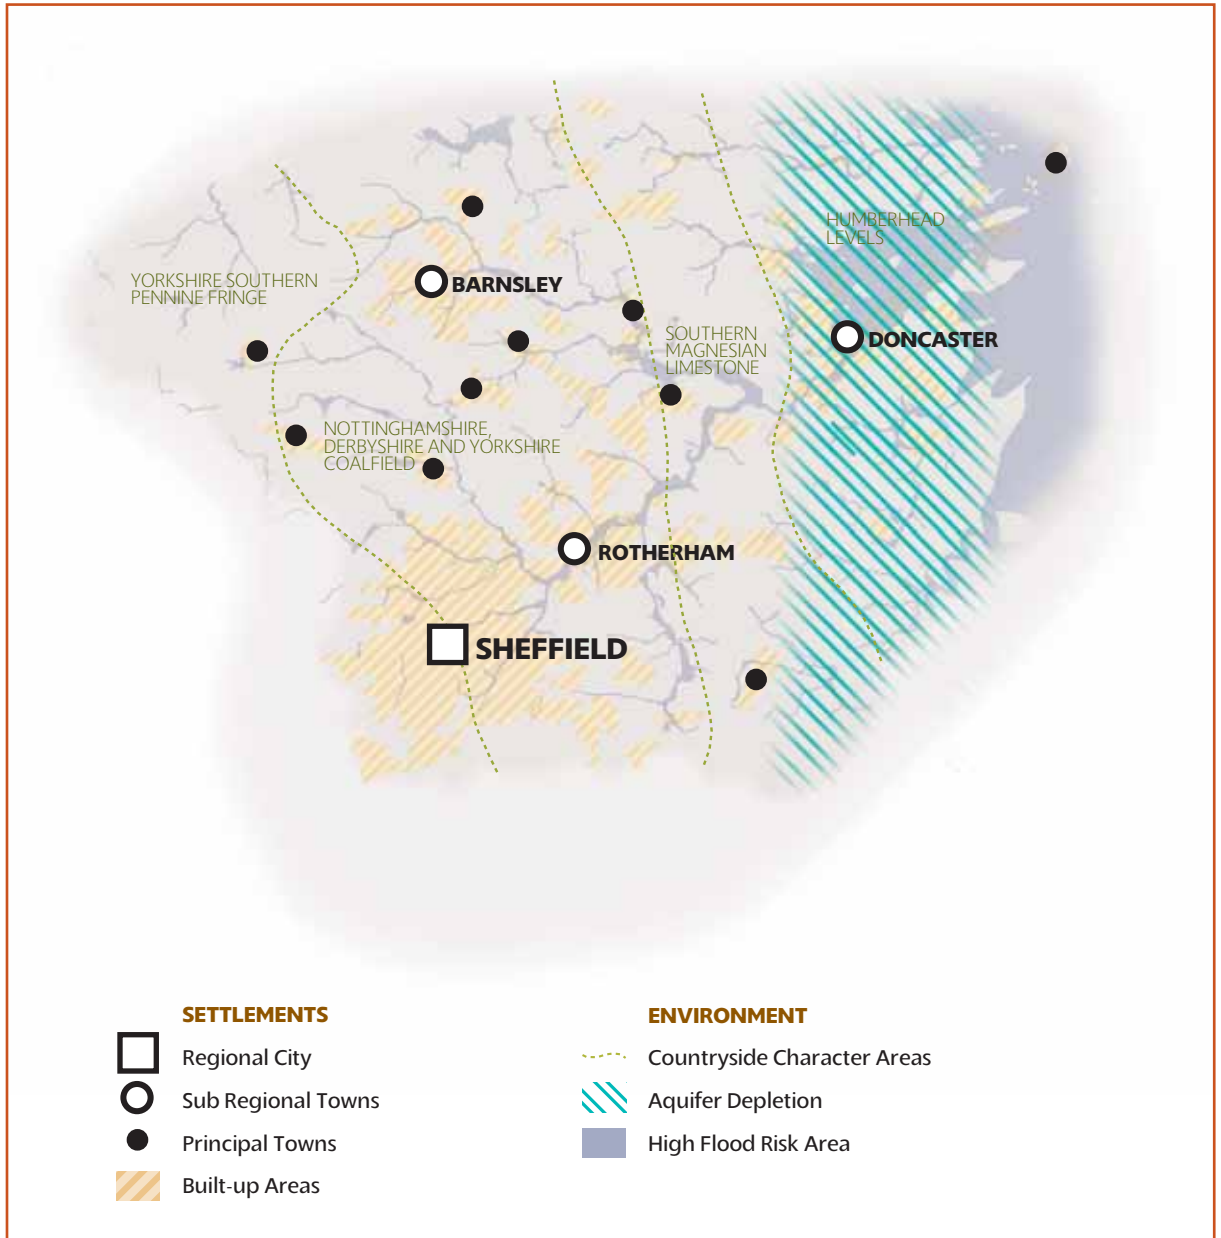 HUMBERHEAD
LEVELS
YORKSHIRE SOUTHERN
PENNINE FRINGE
BARNSLEY
SOUTHERN
MAGNESIAN
LIMESTONE
DONCASTER
NOTTINGHAMSHIRE,
DERBYSHIRE AND YORKSHIRE
COALFIELD
ROTHERHAM
SHEFFIELD
SETTLEMENTS
Regional City
Sub Regional Towns
Principal Towns
Built-up Areas
ENVIRONMENT
Countryside Character Areas
Aquifer Depletion
High Flood Risk Area